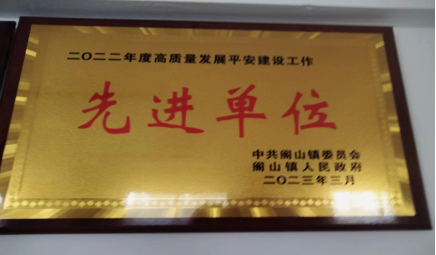 二〇二二年度高质量发展平安建设工作
先进单位
中共阁山镇委员会
阁山镇人民政府
二〇二三年三月